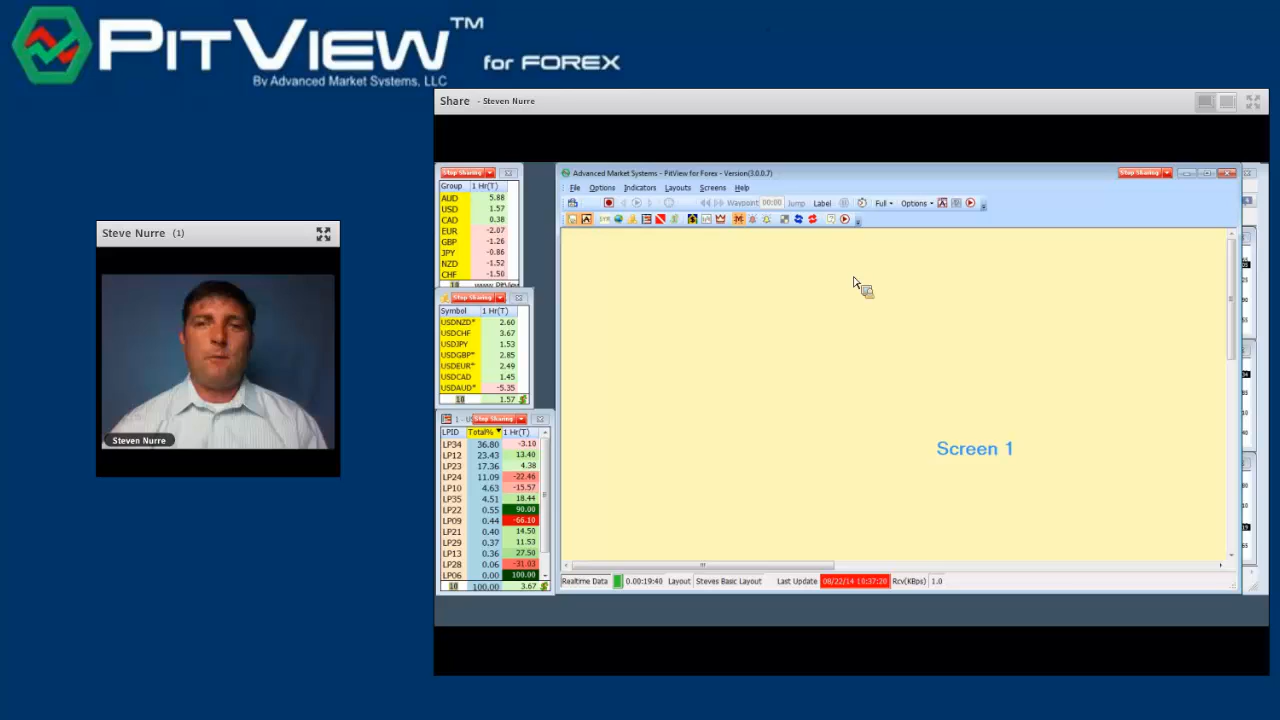 PITVIEW™
for FOREX
By Advanced Market Systems, LLC
Share - Steven Nurre
Steve Nurre (1)
Steven Nurre
Stop Sharing
Group 1 Hr(T)
AUD 5.88
USD 1.57
CAD 0.38
EUR -2.07
GBP -1.26
JPY -0.86
NZD -1.52
CHF -1.50
10
Stop Sharing
Symbol 1 Hr(T)
USDNZD* 2.60
USDCHF 3.67
USDJPY 1.53
USDGBP* 2.85
USDEUR* 2.49
USDCAD 1.45
USDAUD* -5.35
10 1.57
1 - U Stop Sharing
LPID Total% 1 Hr(T)
LP34 36.80 -3.10
LP12 23.43 13.40
LP23 17.36 4.38
LP24 11.09 -22.46
LP10 4.63 -15.57
LP35 4.51 18.44
LP22 0.55 90.00
LP09 0.44 -66.10
LP21 0.40 14.50
LP29 0.37 11.53
LP13 0.36 27.50
LP28 0.06 -31.03
LP06 0.00 100.00
10 100.00 3.67
Advanced Market Systems - PitView for Forex - Version(3.0.0.7)
Stop Sharing
File Options Indicators Layouts Screens Help
Waypoint 00:00 Jump Label Full Options
Screen 1
Realtime Data 0.00:19:40 Layout Steves Basic Layout Last Update 08/22/14 10:37:20 Rcv(KBps) 1.0